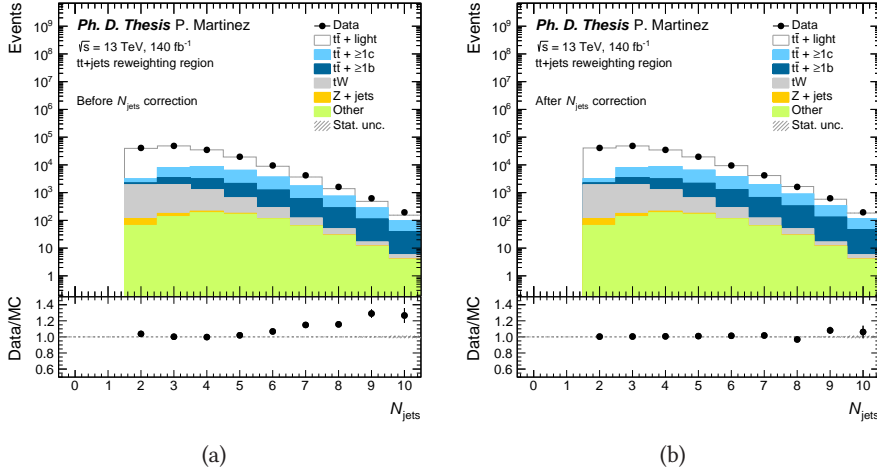 Events
10⁹
10⁸
10⁷
10⁶
10⁵
10⁴
10³
10²
10
1
Ph. D. Thesis P. Martinez
√s = 13 TeV, 140 fb⁻¹
tt+jets reweighting region
Before N_jets correction
Data
tt̄ + light
tt̄ + ≥1c
tt̄ + ≥1b
tW
Z + jets
Other
Stat. unc.
Data/MC
1.4
1.2
1.0
0.8
0.6
0 1 2 3 4 5 6 7 8 9 10
N_jets
(a)
Events
10⁹
10⁸
10⁷
10⁶
10⁵
10⁴
10³
10²
10
1
Ph. D. Thesis P. Martinez
√s = 13 TeV, 140 fb⁻¹
tt+jets reweighting region
After N_jets correction
Data
tt̄ + light
tt̄ + ≥1c
tt̄ + ≥1b
tW
Z + jets
Other
Stat. unc.
Data/MC
1.4
1.2
1.0
0.8
0.6
0 1 2 3 4 5 6 7 8 9 10
N_jets
(b)